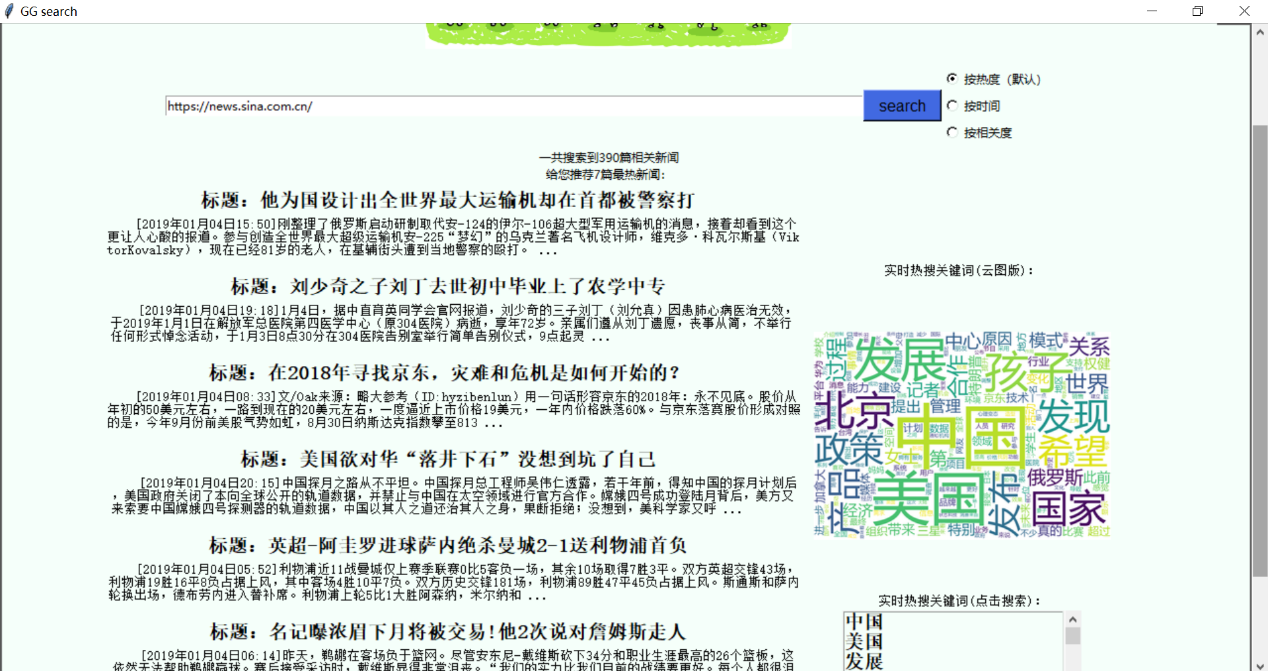 GG search
按热度（默认）
https://news.sina.com.cn/
search
按时间
按相关度
一共搜索到390篇相关新闻
给您推荐7篇最热新闻：
标题：他为国设计出全世界最大运输机却在首都被警察打
[2019年01月04日15:50]刚整理了俄罗斯启动研制取代安-124的伊尔-106超大型军用运输机的消息，接着却看到这个
更让人心酸的报道。参与创造全世界最大超级运输机安-225“梦幻”的乌克兰著名飞机设计师，维克多·科瓦尔斯基（Vik
torKovalsky），现在已经81岁的老人，在基辅街头遭到当地警察的殴打。 ...
标题：刘少奇之子刘丁去世初中毕业上了农学中专
[2019年01月04日19:18]1月4日，据中直育英同学会官网报道，刘少奇的三子刘丁（刘允真）因患肺心病医治无效，
于2019年1月1日在解放军总医院第四医学中心（原304医院）病逝，享年72岁。亲属们遵从刘丁遗愿，丧事从简，不举行
任何形式悼念活动，于1月3日8点30分在304医院告别室举行简单告别仪式，9点起灵 ...
标题：在2018年寻找京东，灾难和危机是如何开始的？
[2019年01月04日08:33]文/Oak来源：略大参考（ID:hyzibenlun）用一句话形容京东的2018年：永不见底。股价从
年初的50美元左右，一路到现在的20美元左右，一度逼近上市价格19美元，一年内价格跌落60%。与京东落寞股价形成对照
的是，今年9月份前美股气势如虹，8月30日纳斯达克指数攀至813 ...
标题：美国欲对华“落井下石”没想到坑了自己
[2019年01月04日20:15]中国探月之路从不平坦。中国探月总工程师吴伟仁透露，若干年前，得知中国的探月计划后
，美国政府关闭了本向全球公开的轨道数据，并禁止与中国在太空领域进行官方合作。嫦娥四号成功登陆月背后，美方又
来索要中国嫦娥四号探测器的轨道数据，中国以其人之道还治其人之身，果断拒绝；没想到，美科学家又呼 ...
标题：英超-阿圭罗进球萨内绝杀曼城2-1送利物浦首负
[2019年01月04日05:52]利物浦近11战曼城仅上赛季联赛0比5客负一场，其余10场取得7胜3平。双方英超交锋43场，
利物浦19胜16平8负占据上风，其中客场4胜10平7负。双方历史交锋181场，利物浦89胜47平45负占据上风。斯通斯和萨内
轮换出场，德布劳内进入替补席。利物浦上轮5比1大胜阿森纳，米尔纳和 ...
标题：名记曝浓眉下月将被交易!他2次说对詹姆斯走人
[2019年01月04日06:14]昨天，鹈鹕在客场负于篮网。尽管安东尼-戴维斯砍下34分和职业生涯最高的26个篮板，这
依然无法帮助鹈鹕赢球。赛后接受采访时，戴维斯显得非常沮丧。“我们的实力比我们目前的战绩要更好。每个人都很沮
实时热搜关键词(云图版)：
过程
发展
中心
原因
模式
关系
合作
孩子
行业
权健
世界
记者
能力
建设
变化
平台
华为
学校
北京
提出
管理
京东
技术
发现
计划
数据
中国
人员
研究
政策
女士
第一
项目
领域
学生
希望
加拿大
产品
媒体
美国
俄罗斯
此前
进一步
经济
发布
国家
组织
带来
三星
特别
不少
真的
比赛
超过
实时热搜关键词(点击搜索)：
中国
美国
发展